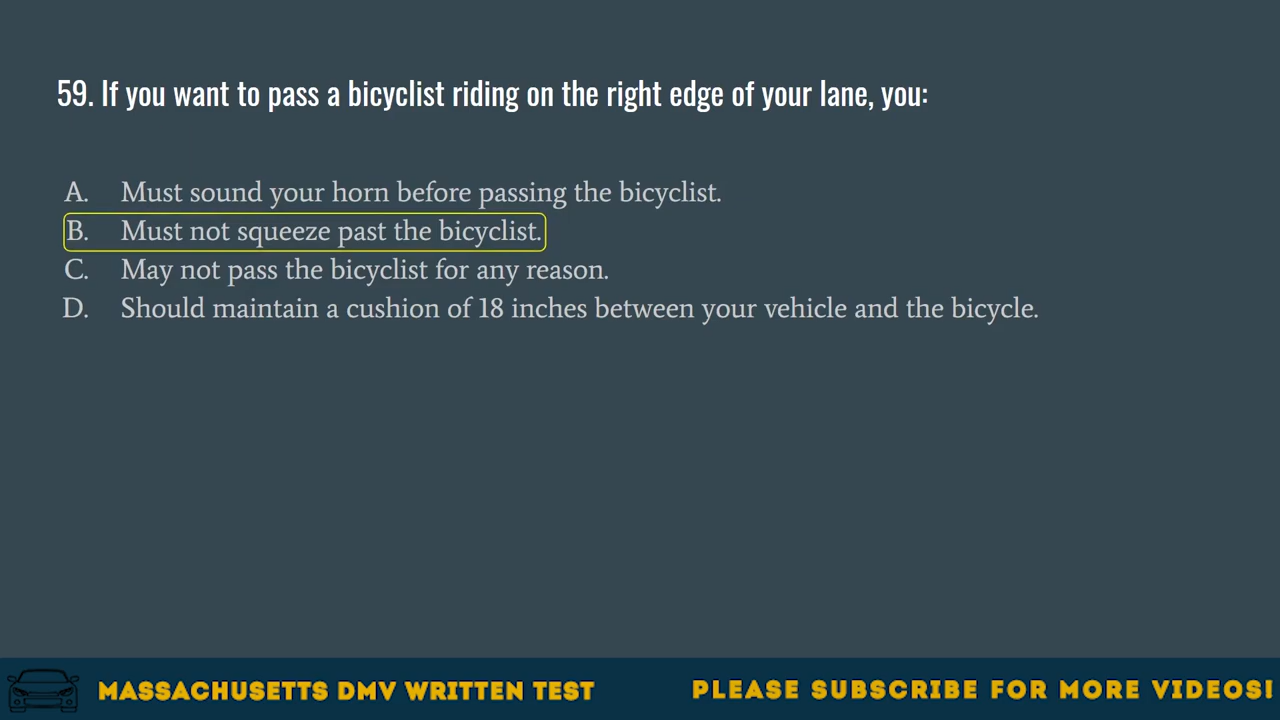 59. If you want to pass a bicyclist riding on the right edge of your lane, you:
A. Must sound your horn before passing the bicyclist.
B. Must not squeeze past the bicyclist.
C. May not pass the bicyclist for any reason.
D. Should maintain a cushion of 18 inches between your vehicle and the bicycle.
MASSACHUSETTS DMV WRITTEN TEST
PLEASE SUBSCRIBE FOR MORE VIDEOS!